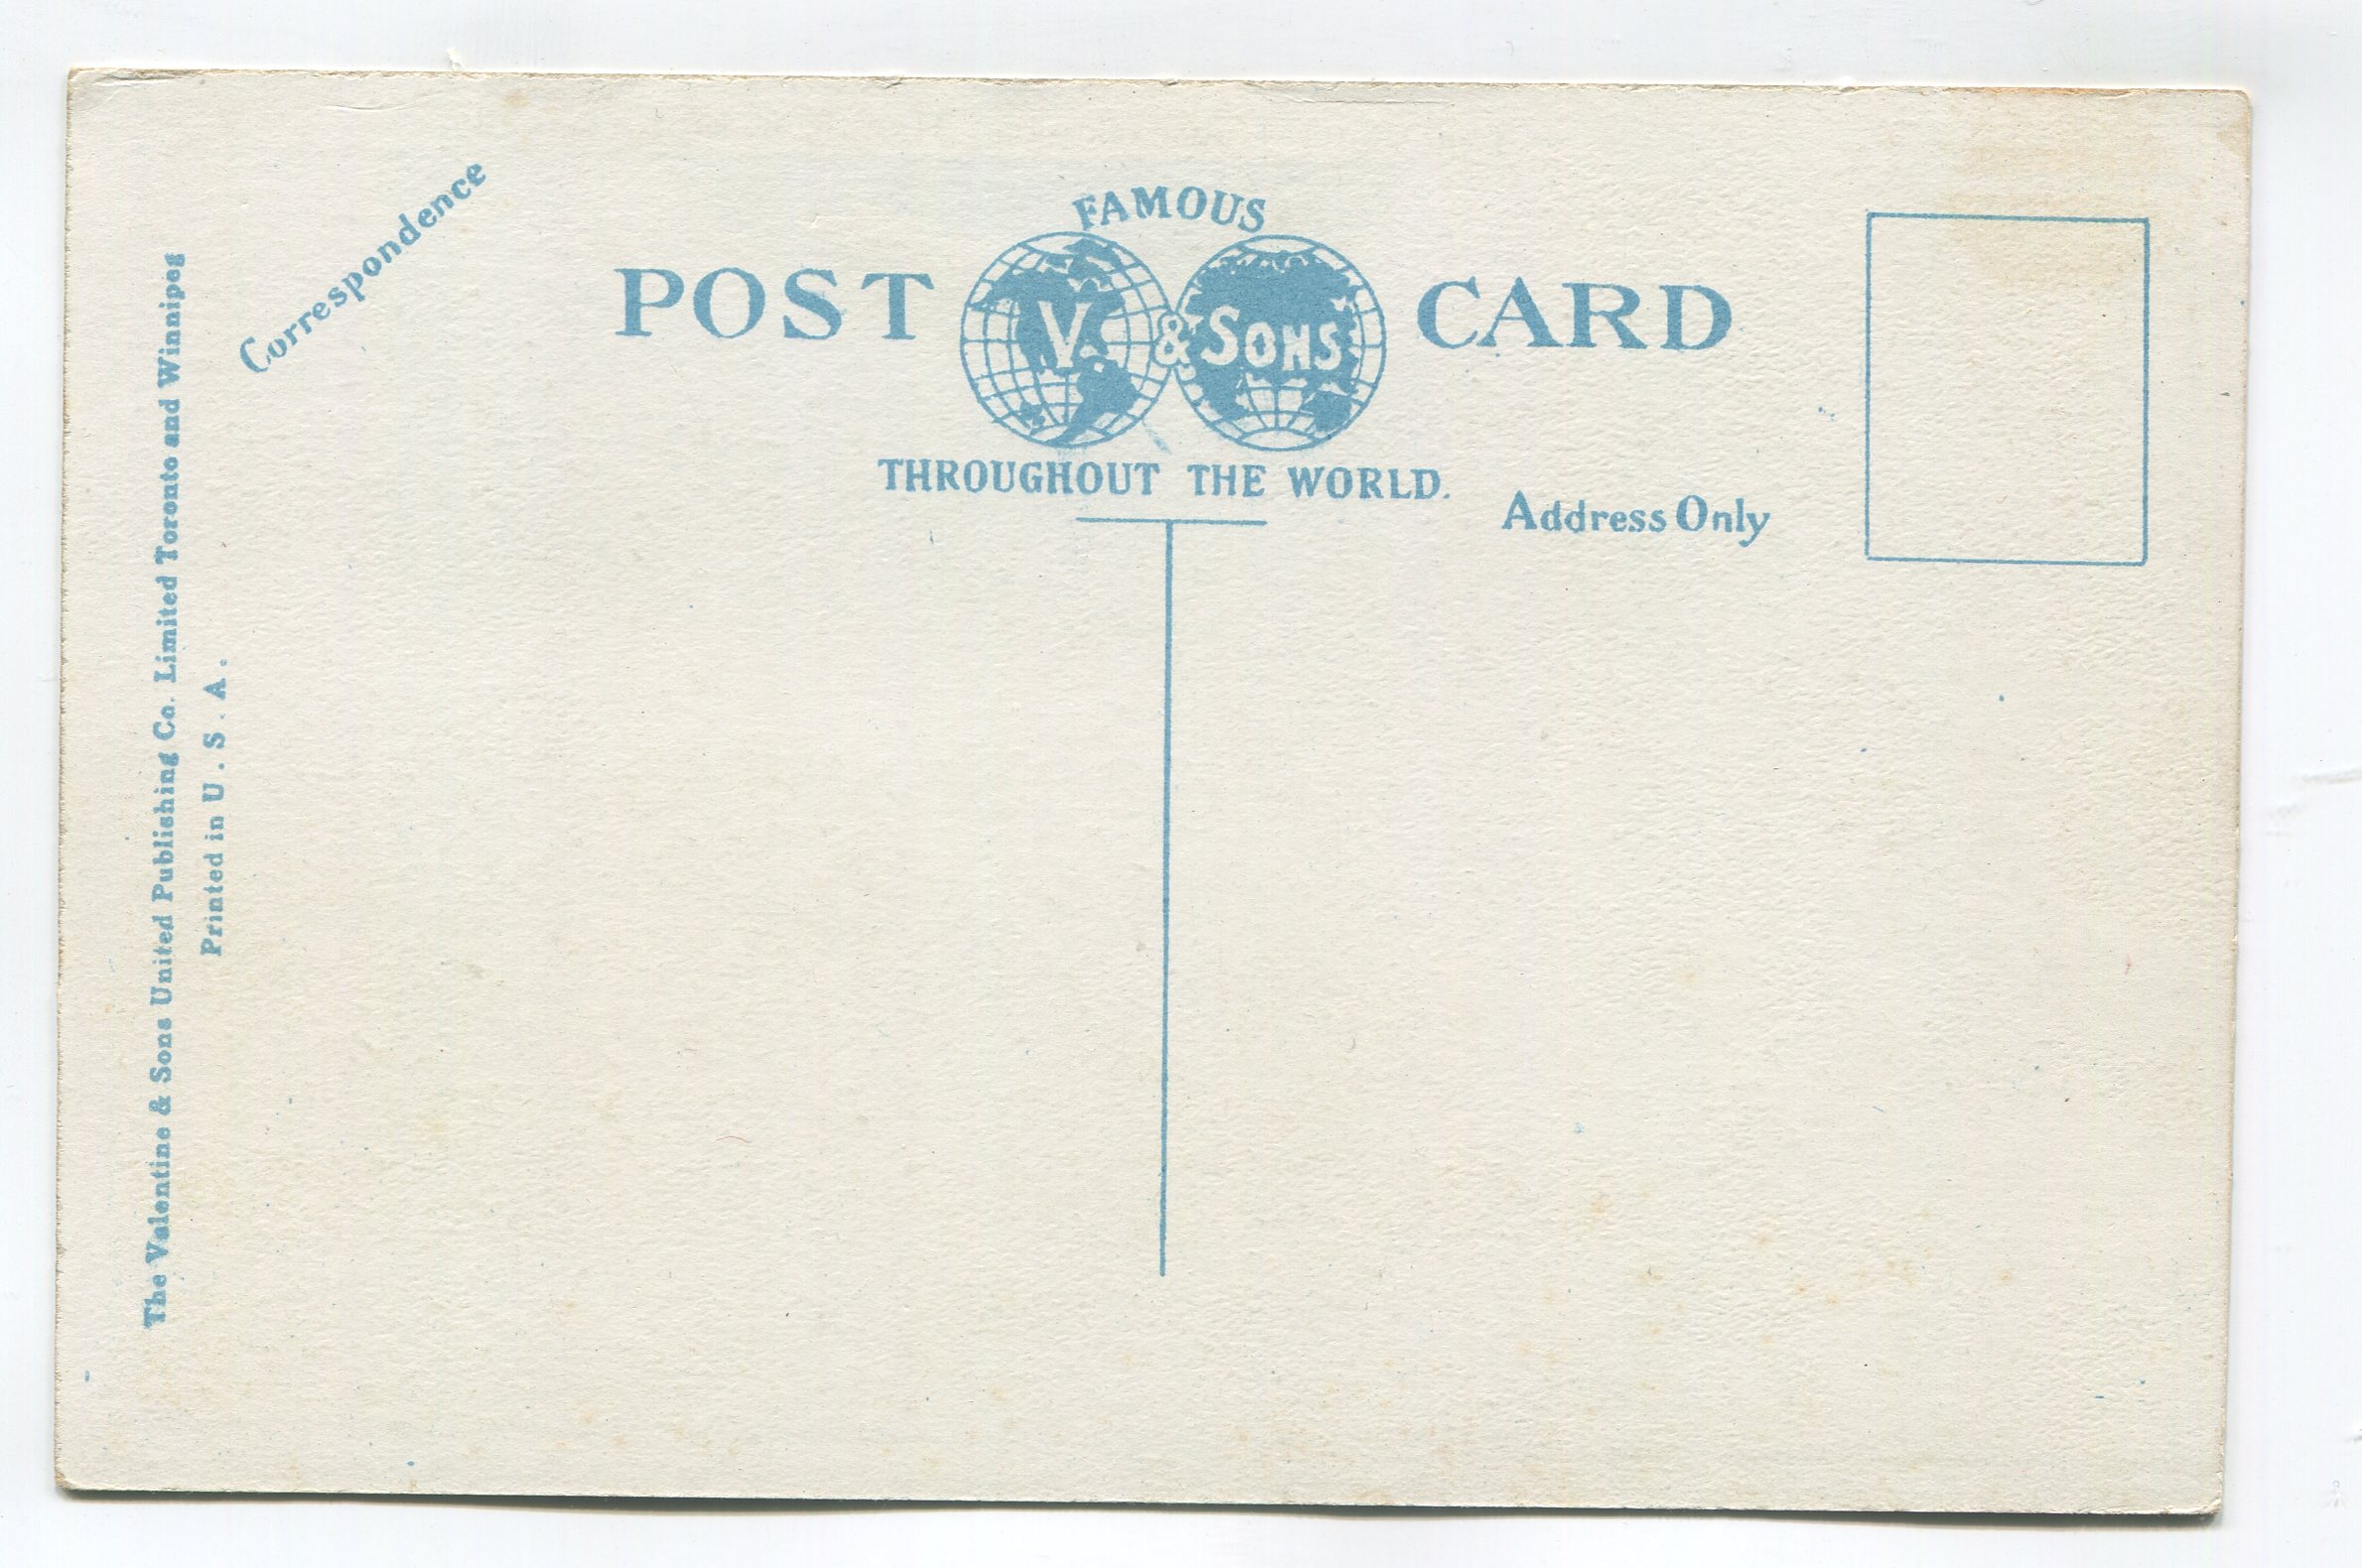 FAMOUS
POST V. & SONS CARD
THROUGHOUT THE WORLD.
Correspondence
Address Only
The Valentine & Sons United Publishing Co. Limited Toronto and Winnipeg
Printed in U. S. A.